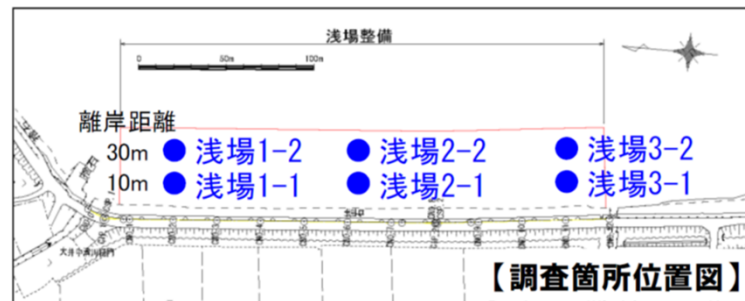 浅場整備
0 50m 100m
離岸距離
30m 浅場1-2 浅場2-2 浅場3-2
10m 浅場1-1 浅場2-1 浅場3-1
【調査箇所位置図】